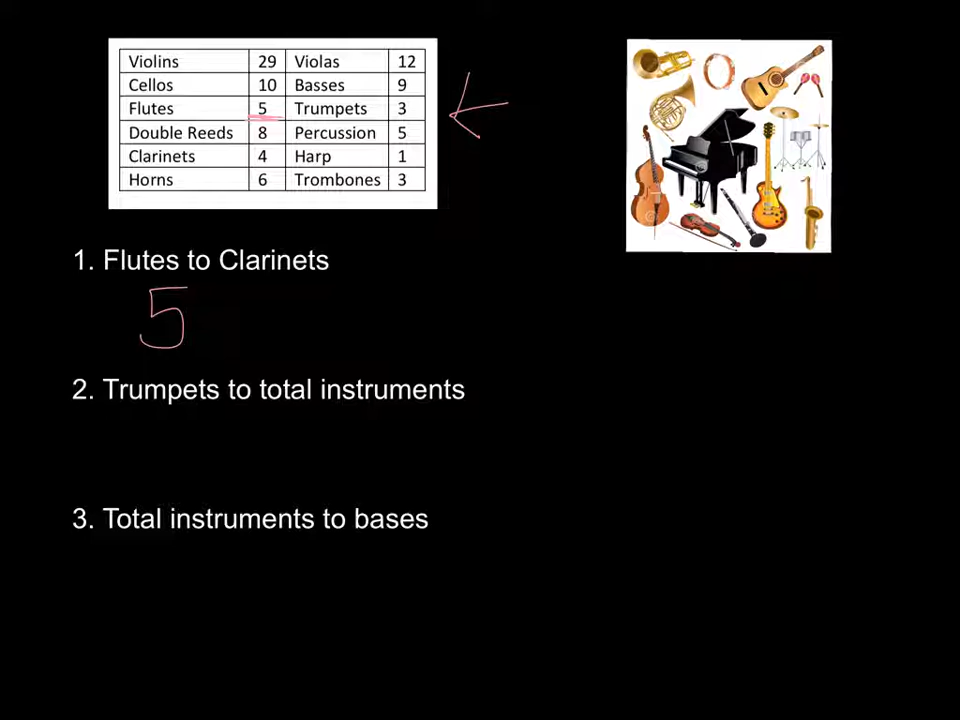 Violins 29 Violas 12
Cellos 10 Basses 9
Flutes 5 Trumpets 3
Double Reeds 8 Percussion 5
Clarinets 4 Harp 1
Horns 6 Trombones 3
1. Flutes to Clarinets
5
2. Trumpets to total instruments
3. Total instruments to bases